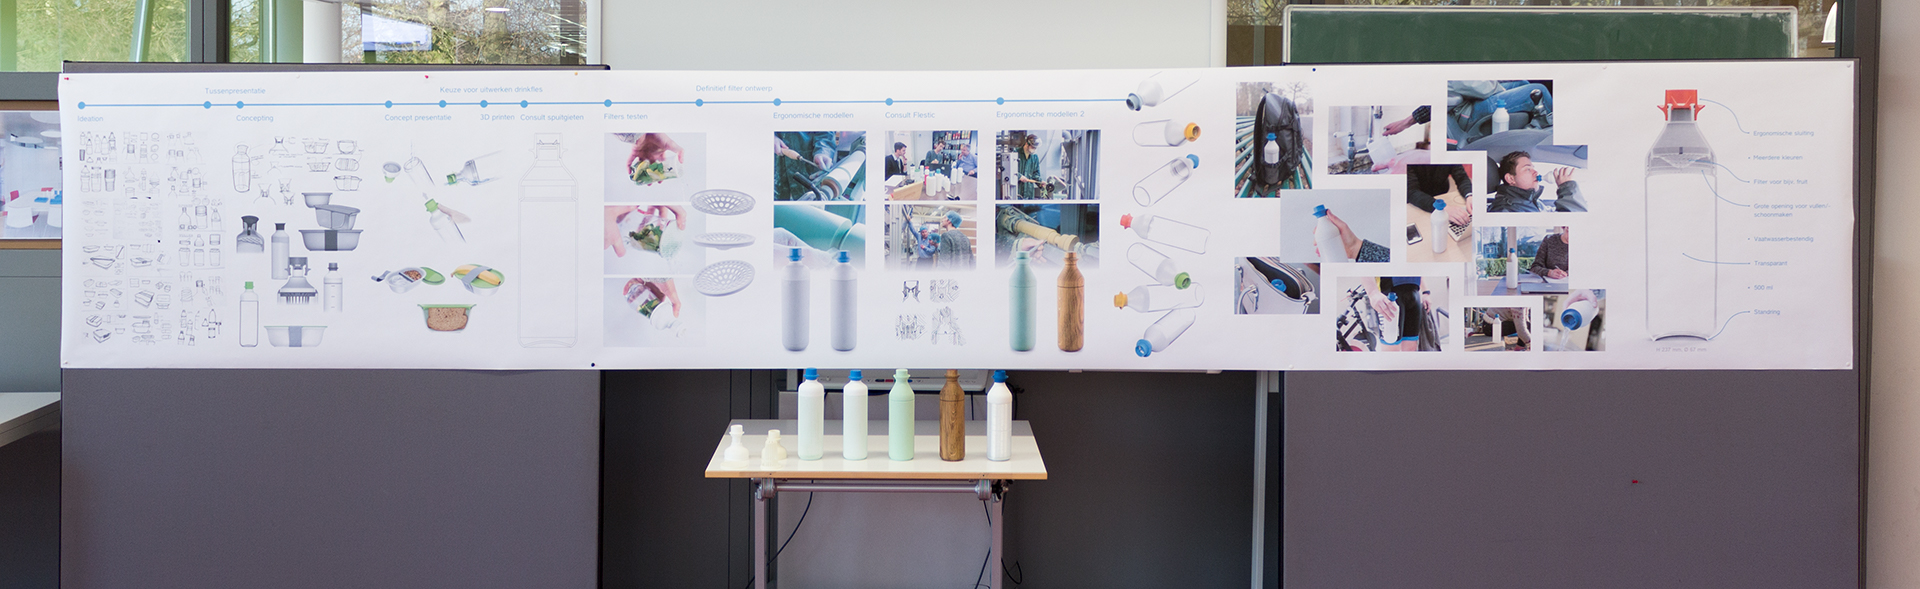 Tussenpresentatie
Keuze voor uitwerken drinkfles
Definitief filter ontwerp
Ideation
Concepting
Concept presentatie
3D printen
Consult spuitgieten
Filters testen
Ergonomische modellen
Consult Flestic
Ergonomische modellen 2
Ergonomische sluiting
Meerdere kleuren
Filter voor bijv. fruit
Grote opening voor vullen/
schoonmaken
Vaatwasserbestendig
Transparant
500 ml
Standring